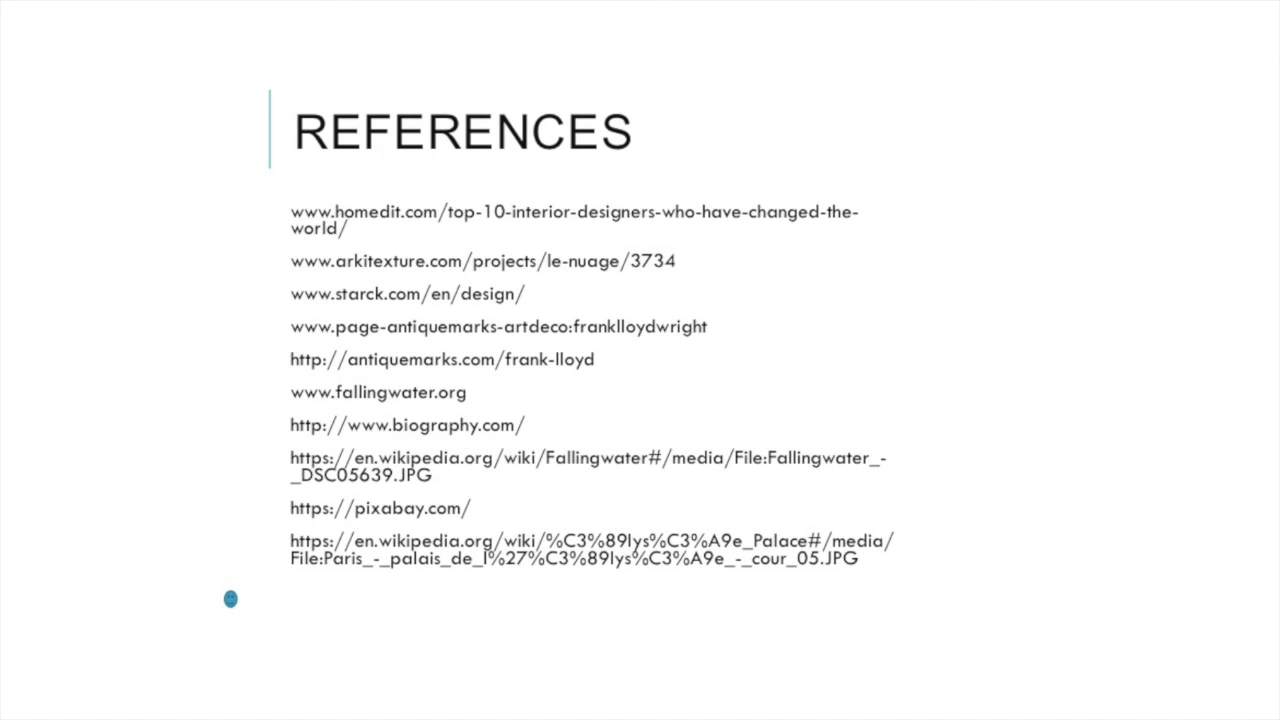 REFERENCES
www.homedit.com/top-10-interior-designers-who-have-changed-the-
world/
www.arkitexture.com/projects/le-nuage/3734
www.starck.com/en/design/
www.page-antiquemarks-artdeco:franklloydwright
http://antiquemarks.com/frank-lloyd
www.fallingwater.org
http://www.biography.com/
https://en.wikipedia.org/wiki/Fallingwater#/media/File:Fallingwater_-
_DSC05639.JPG
https://pixabay.com/
https://en.wikipedia.org/wiki/%C3%89lys%C3%A9e_Palace#/media/
File:Paris_-_palais_de_l%27%C3%89lys%C3%A9e_-_cour_05.JPG